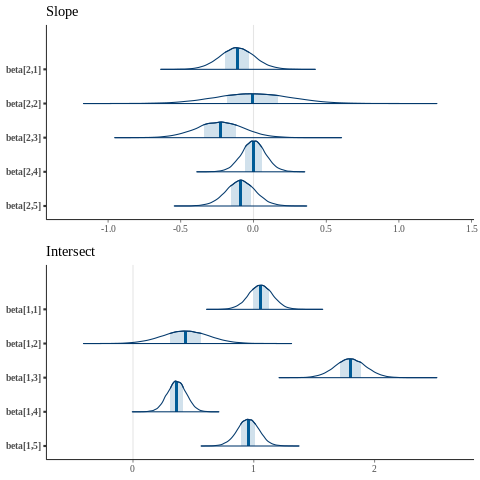 Slope
beta[2,1]
beta[2,2]
beta[2,3]
beta[2,4]
beta[2,5]
-1.0 -0.5 0.0 0.5 1.0 1.5
Intersect
beta[1,1]
beta[1,2]
beta[1,3]
beta[1,4]
beta[1,5]
0 1 2